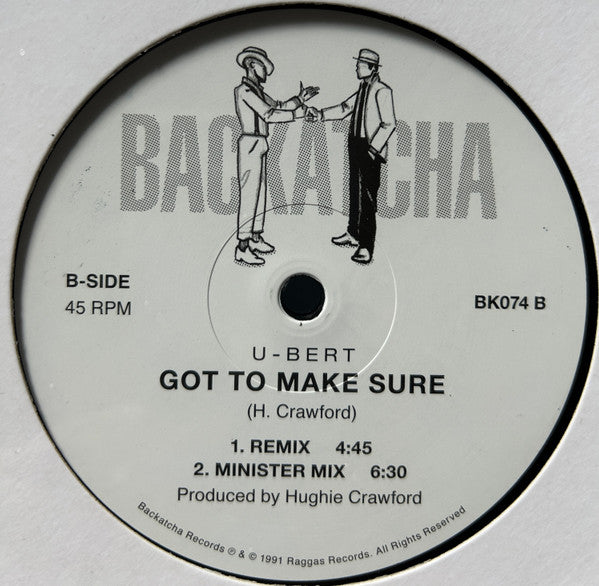 BACKATCHA
B-SIDE
45 RPM
BK074 B
U-BERT
GOT TO MAKE SURE
(H. Crawford)
1. REMIX 4:45
2. MINISTER MIX 6:30
Produced by Hughie Crawford
Backatcha Records ℗ & © 1991 Raggas Records. All Rights Reserved